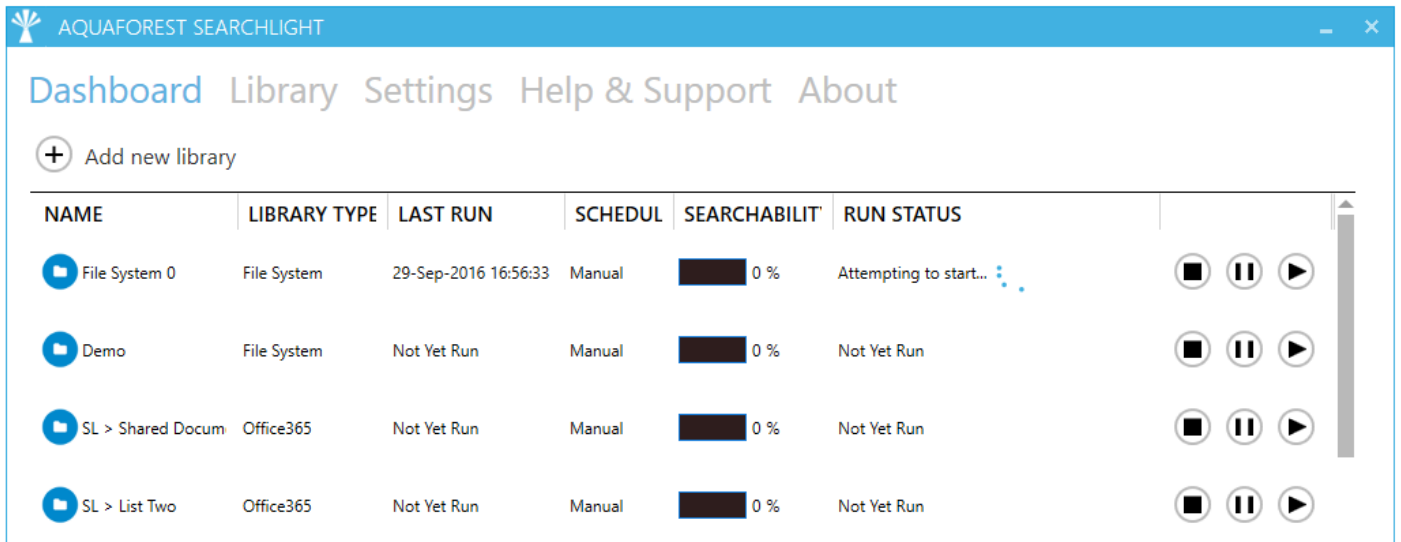 AQUAFOREST SEARCHLIGHT
Dashboard Library Settings Help & Support About
Add new library
NAME LIBRARY TYPE LAST RUN SCHEDUL SEARCHABILIT RUN STATUS
File System 0 File System 29-Sep-2016 16:56:33 Manual 0 % Attempting to start...
Demo File System Not Yet Run Manual 0 % Not Yet Run
SL > Shared Docum Office365 Not Yet Run Manual 0 % Not Yet Run
SL > List Two Office365 Not Yet Run Manual 0 % Not Yet Run